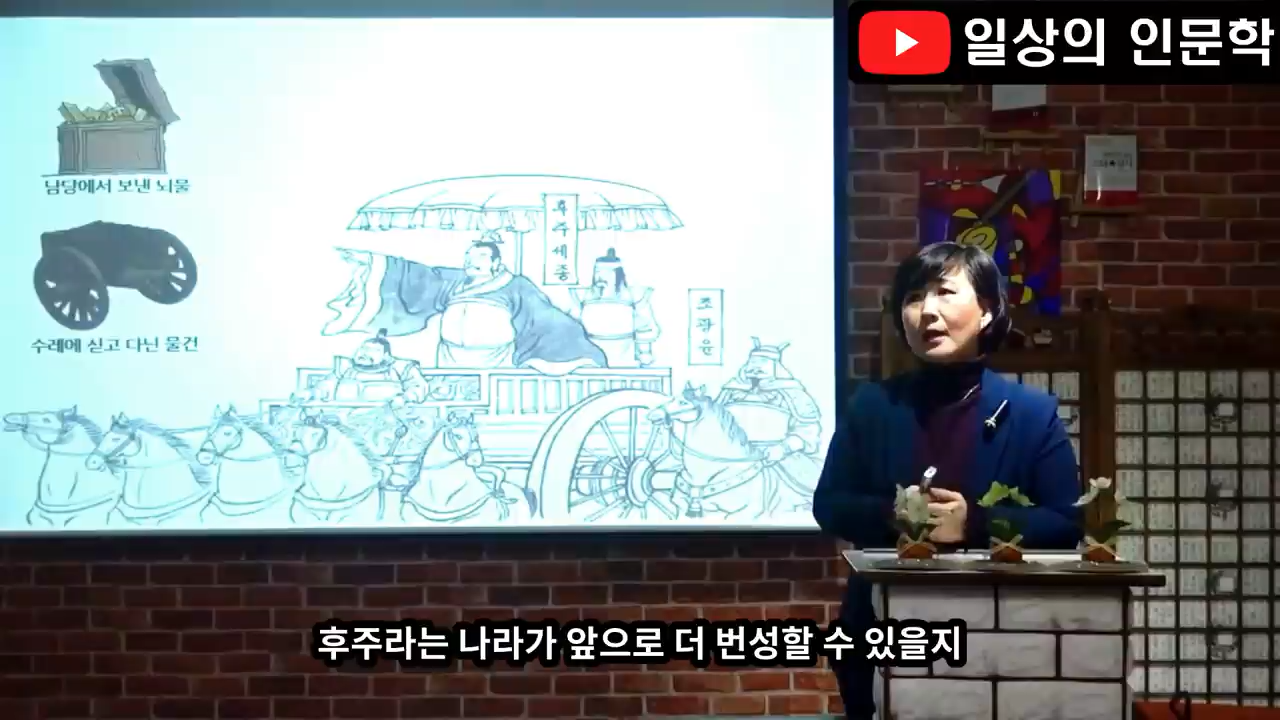 일상의 인문학
남당에서 보낸 뇌물
수레에 싣고 다닌 물건
후주세종
조광윤
후주라는 나라가 앞으로 더 번성할 수 있을지